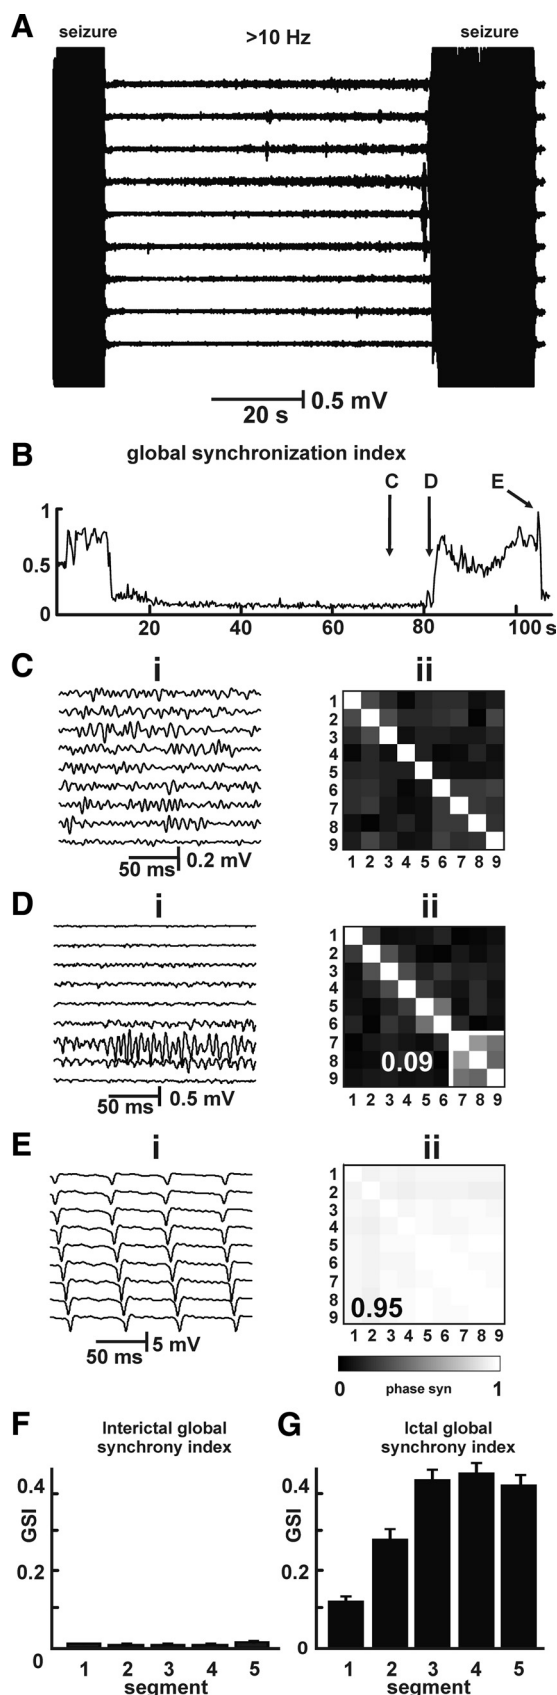 A
seizure
>10 Hz
seizure
20 s
0.5 mV
B
global synchronization index
C
D
E
1
0.5
0
20
40
60
80
100 s
C
i
ii
1
2
3
4
5
6
7
8
9
1 2 3 4 5 6 7 8 9
50 ms
0.2 mV
D
i
ii
1
2
3
4
5
6
7
8
9
0.09
1 2 3 4 5 6 7 8 9
50 ms
0.5 mV
E
i
ii
1
2
3
4
5
6
7
8
9
0.95
1 2 3 4 5 6 7 8 9
50 ms
5 mV
0
phase syn
1
F
Interictal global
synchrony index
GSI
0.4
0.2
0
1 2 3 4 5
segment
G
Ictal global
synchrony index
GSI
0.4
0.2
0
1 2 3 4 5
segment